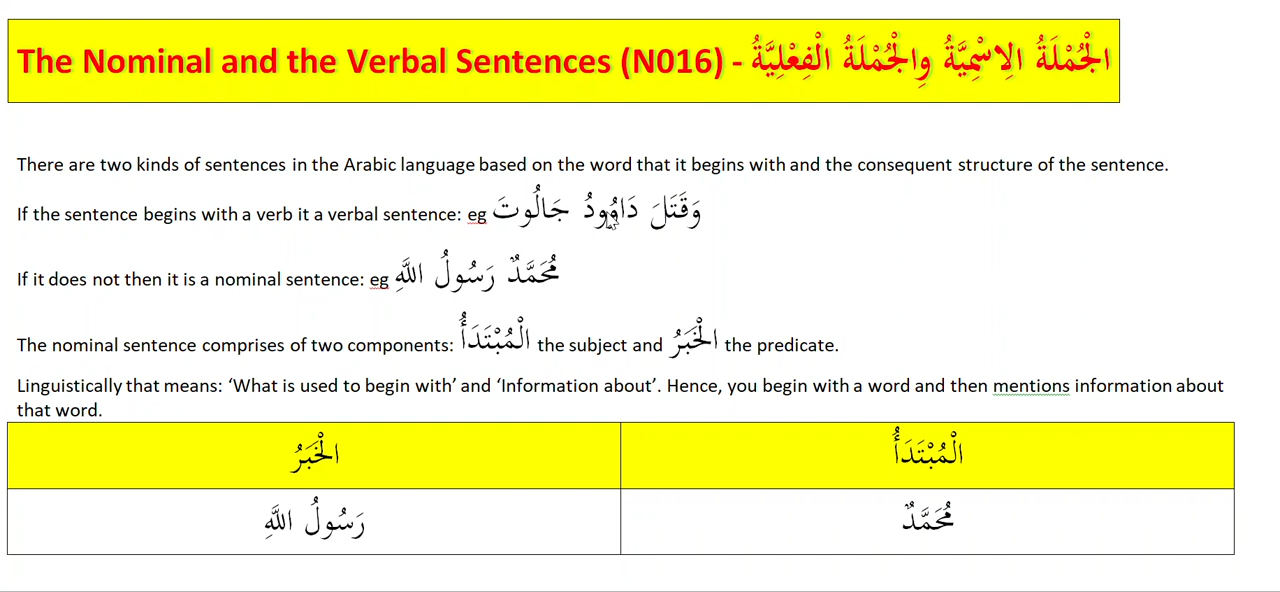 The Nominal and the Verbal Sentences (N016) - الْجُمْلَةُ الِاسْمِيَّةُ وِالْجُمْلَةُ الْفِعْلِيَّةُ
There are two kinds of sentences in the Arabic language based on the word that it begins with and the consequent structure of the sentence.
If the sentence begins with a verb it a verbal sentence: eg وَقَتَلَ دَاوُودُ جَالُوتَ
If it does not then it is a nominal sentence: eg مُحَمَّدٌ رَسُولُ اللَّهِ
The nominal sentence comprises of two components: الْمُبْتَدَأُ the subject and الْخَبَرُ the predicate.
Linguistically that means: ‘What is used to begin with’ and ‘Information about’. Hence, you begin with a word and then mentions information about
that word.
الْمُبْتَدَأُ الْخَبَرُ
مُحَمَّدٌ رَسُولُ اللَّهِ